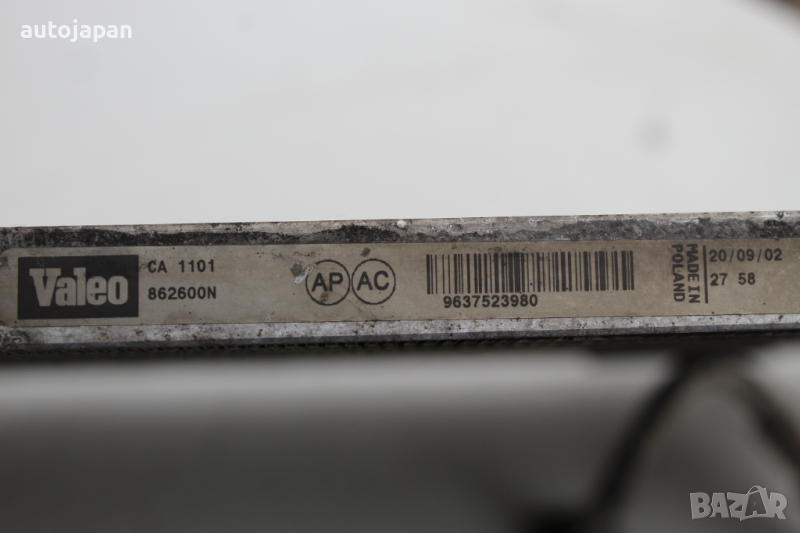 autojapan
Valeo
CA 1101
862600N
AP AC
9637523980
MADE IN
POLAND
20/09/02
27 58
BAZAR